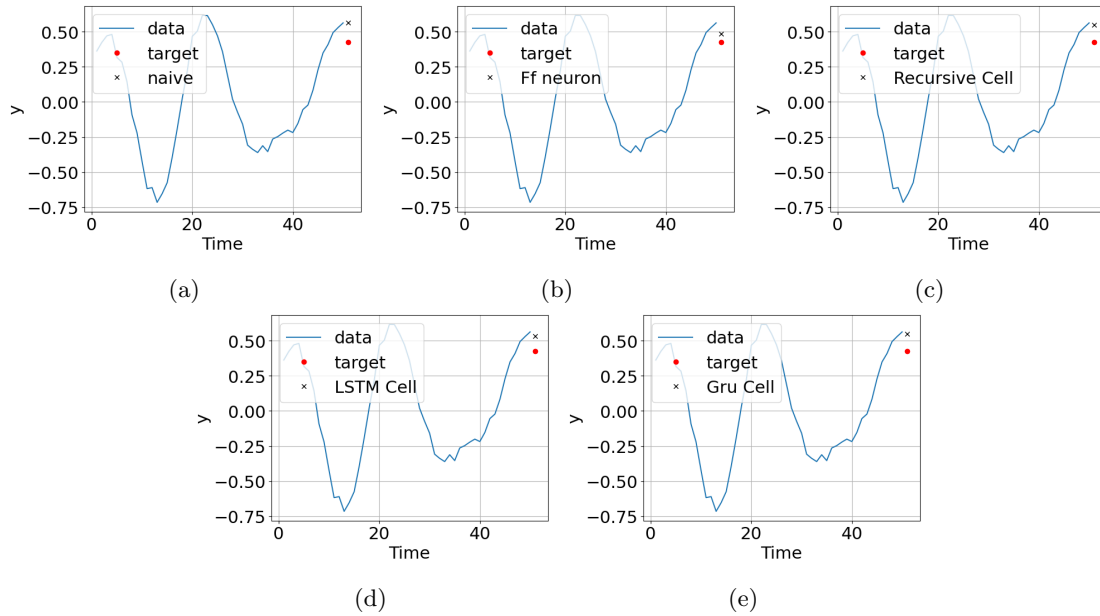 0.50
0.25
0.00
−0.25
−0.50
−0.75
y
data
target
naive
0
20
40
Time
(a)
0.50
0.25
0.00
−0.25
−0.50
−0.75
y
data
target
Ff neuron
0
20
40
Time
(b)
0.50
0.25
0.00
−0.25
−0.50
−0.75
y
data
target
Recursive Cell
0
20
40
Time
(c)
0.50
0.25
0.00
−0.25
−0.50
−0.75
y
data
target
LSTM Cell
0
20
40
Time
(d)
0.50
0.25
0.00
−0.25
−0.50
−0.75
y
data
target
Gru Cell
0
20
40
Time
(e)